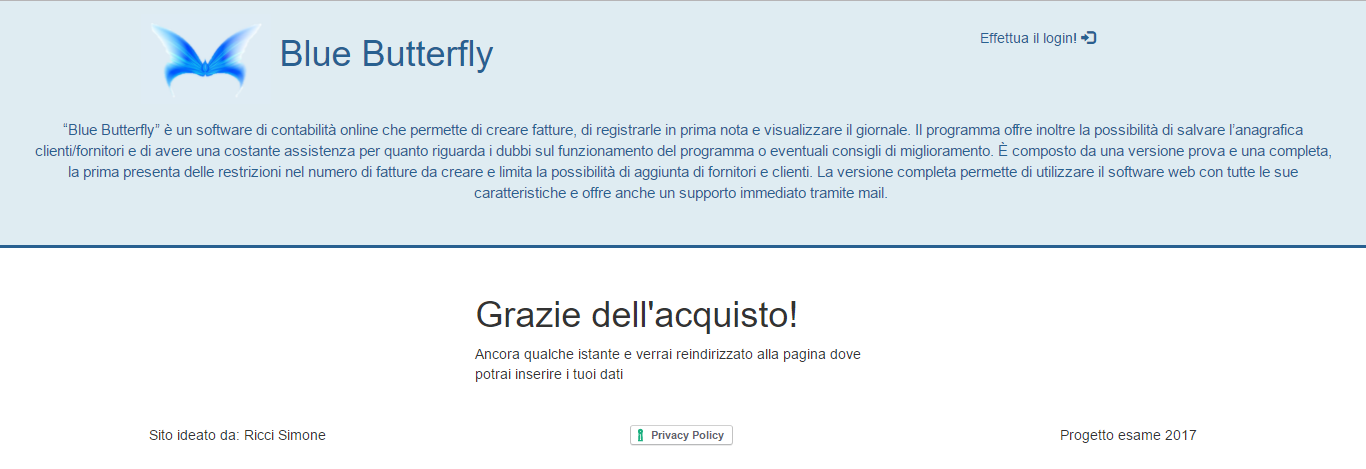 Blue Butterfly
Effettua il login!
“Blue Butterfly” è un software di contabilità online che permette di creare fatture, di registrarle in prima nota e visualizzare il giornale. Il programma offre inoltre la possibilità di salvare l’anagrafica
clienti/fornitori e di avere una costante assistenza per quanto riguarda i dubbi sul funzionamento del programma o eventuali consigli di miglioramento. È composto da una versione prova e una completa,
la prima presenta delle restrizioni nel numero di fatture da creare e limita la possibilità di aggiunta di fornitori e clienti. La versione completa permette di utilizzare il software web con tutte le sue
caratteristiche e offre anche un supporto immediato tramite mail.
Grazie dell'acquisto!
Ancora qualche istante e verrai reindirizzato alla pagina dove
potrai inserire i tuoi dati
Sito ideato da: Ricci Simone
Privacy Policy
Progetto esame 2017